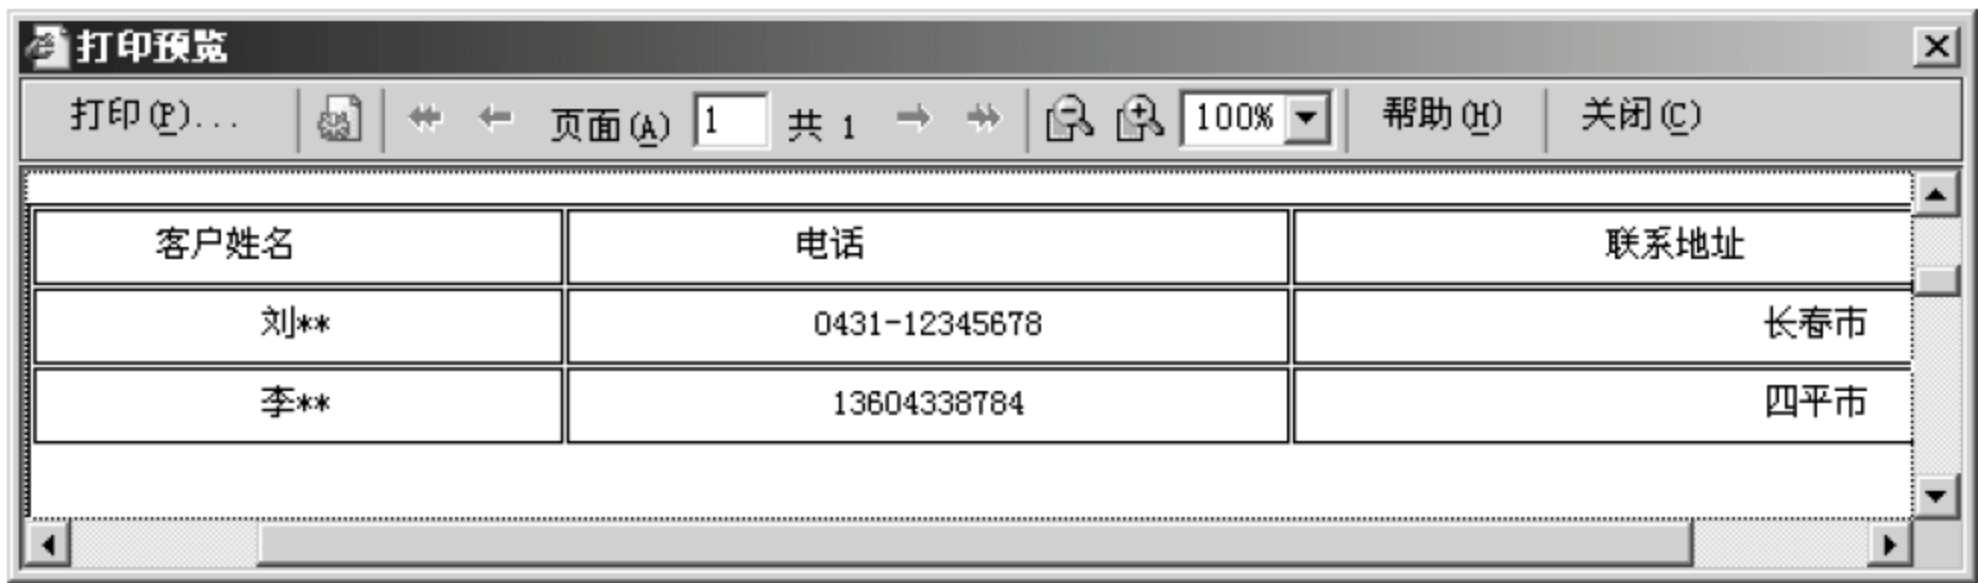 打印预览
打印(P)... 页面(A) 1 共 1 100% 帮助(H) 关闭(C)
客户姓名 电话 联系地址
刘** 0431-12345678 长春市
李** 13604338784 四平市